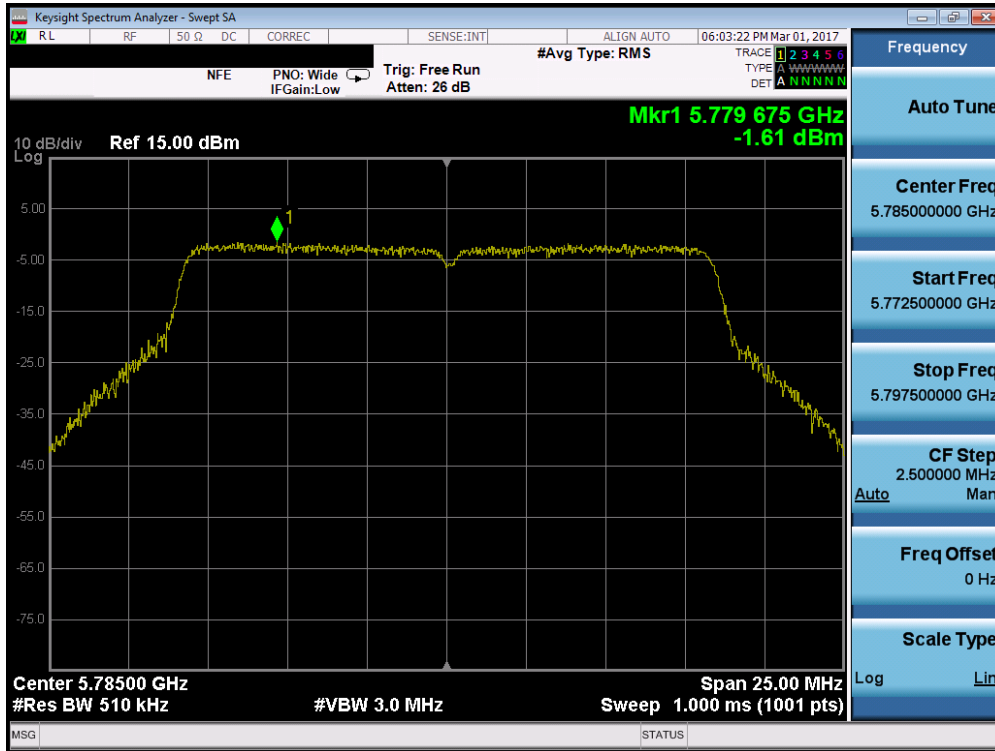 Keysight Spectrum Analyzer - Swept SA
LXI RL RF 50 Ω DC CORREC SENSE:INT ALIGN AUTO 06:03:22 PM Mar 01, 2017
#Avg Type: RMS
TRACE 1 2 3 4 5 6
TYPE A WWWWW
DET A N N N N N
NFE
PNO: Wide
IFGain:Low
Trig: Free Run
Atten: 26 dB
Mkr1 5.779 675 GHz
-1.61 dBm
10 dB/div Ref 15.00 dBm
Log
1
5.00
-5.00
-15.0
-25.0
-35.0
-45.0
-55.0
-65.0
-75.0
Center 5.78500 GHz
Span 25.00 MHz
#Res BW 510 kHz
#VBW 3.0 MHz
Sweep 1.000 ms (1001 pts)
MSG
STATUS
Frequency
Auto Tune
Center Freq
5.785000000 GHz
Start Freq
5.772500000 GHz
Stop Freq
5.797500000 GHz
CF Step
2.500000 MHz
Auto Man
Freq Offset
0 Hz
Scale Type
Log Lin